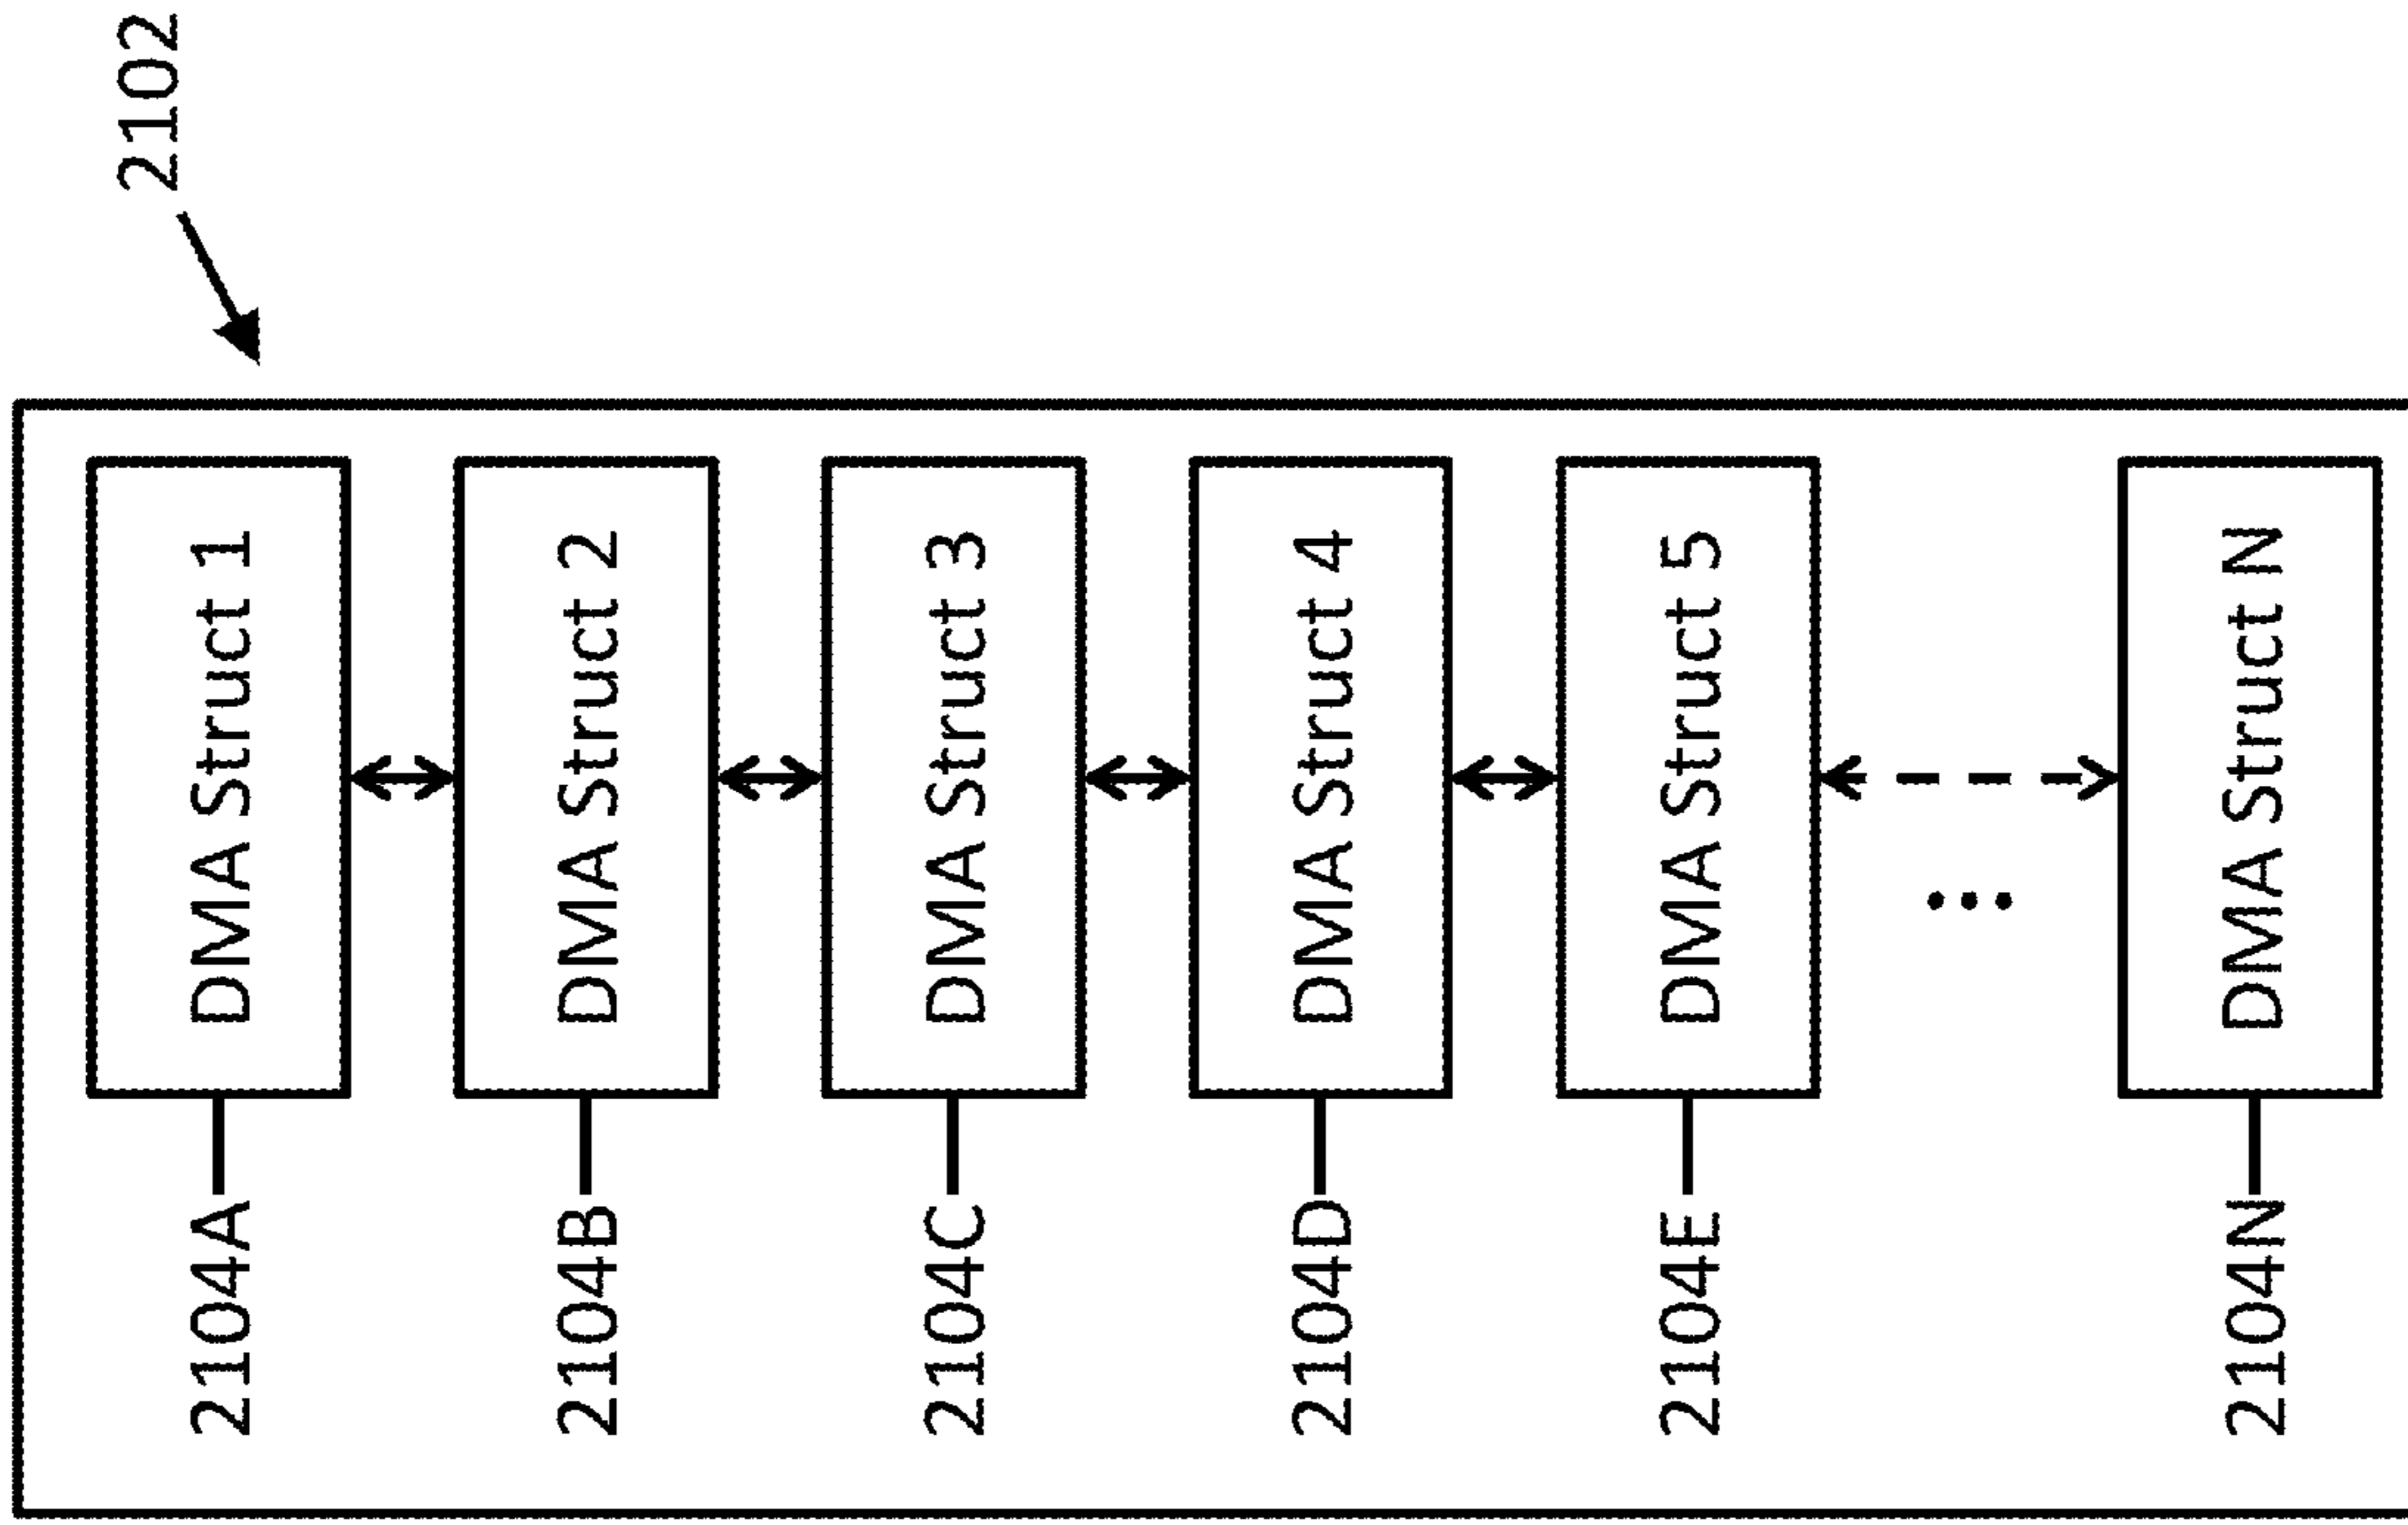 2102
2104A
DMA Struct 1
2104B
DMA Struct 2
2104C
DMA Struct 3
2104D
DMA Struct 4
2104E
DMA Struct 5
...
2104N
DMA Struct N